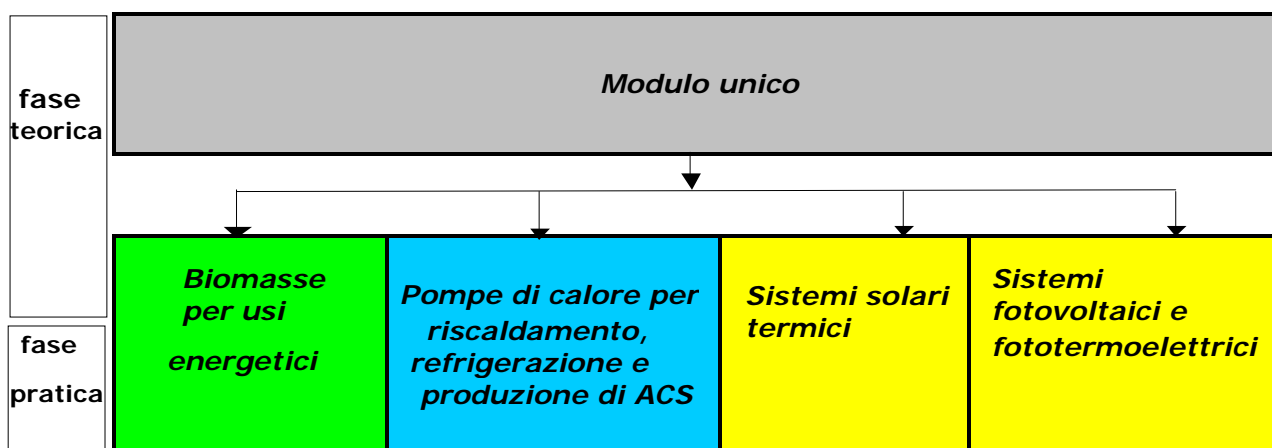 fase
teorica
Modulo unico
Biomasse
per usi
energetici
Pompe di calore per
riscaldamento,
refrigerazione e
produzione di ACS
Sistemi solari
termici
Sistemi
fotovoltaici e
fototermoelettrici
fase
pratica